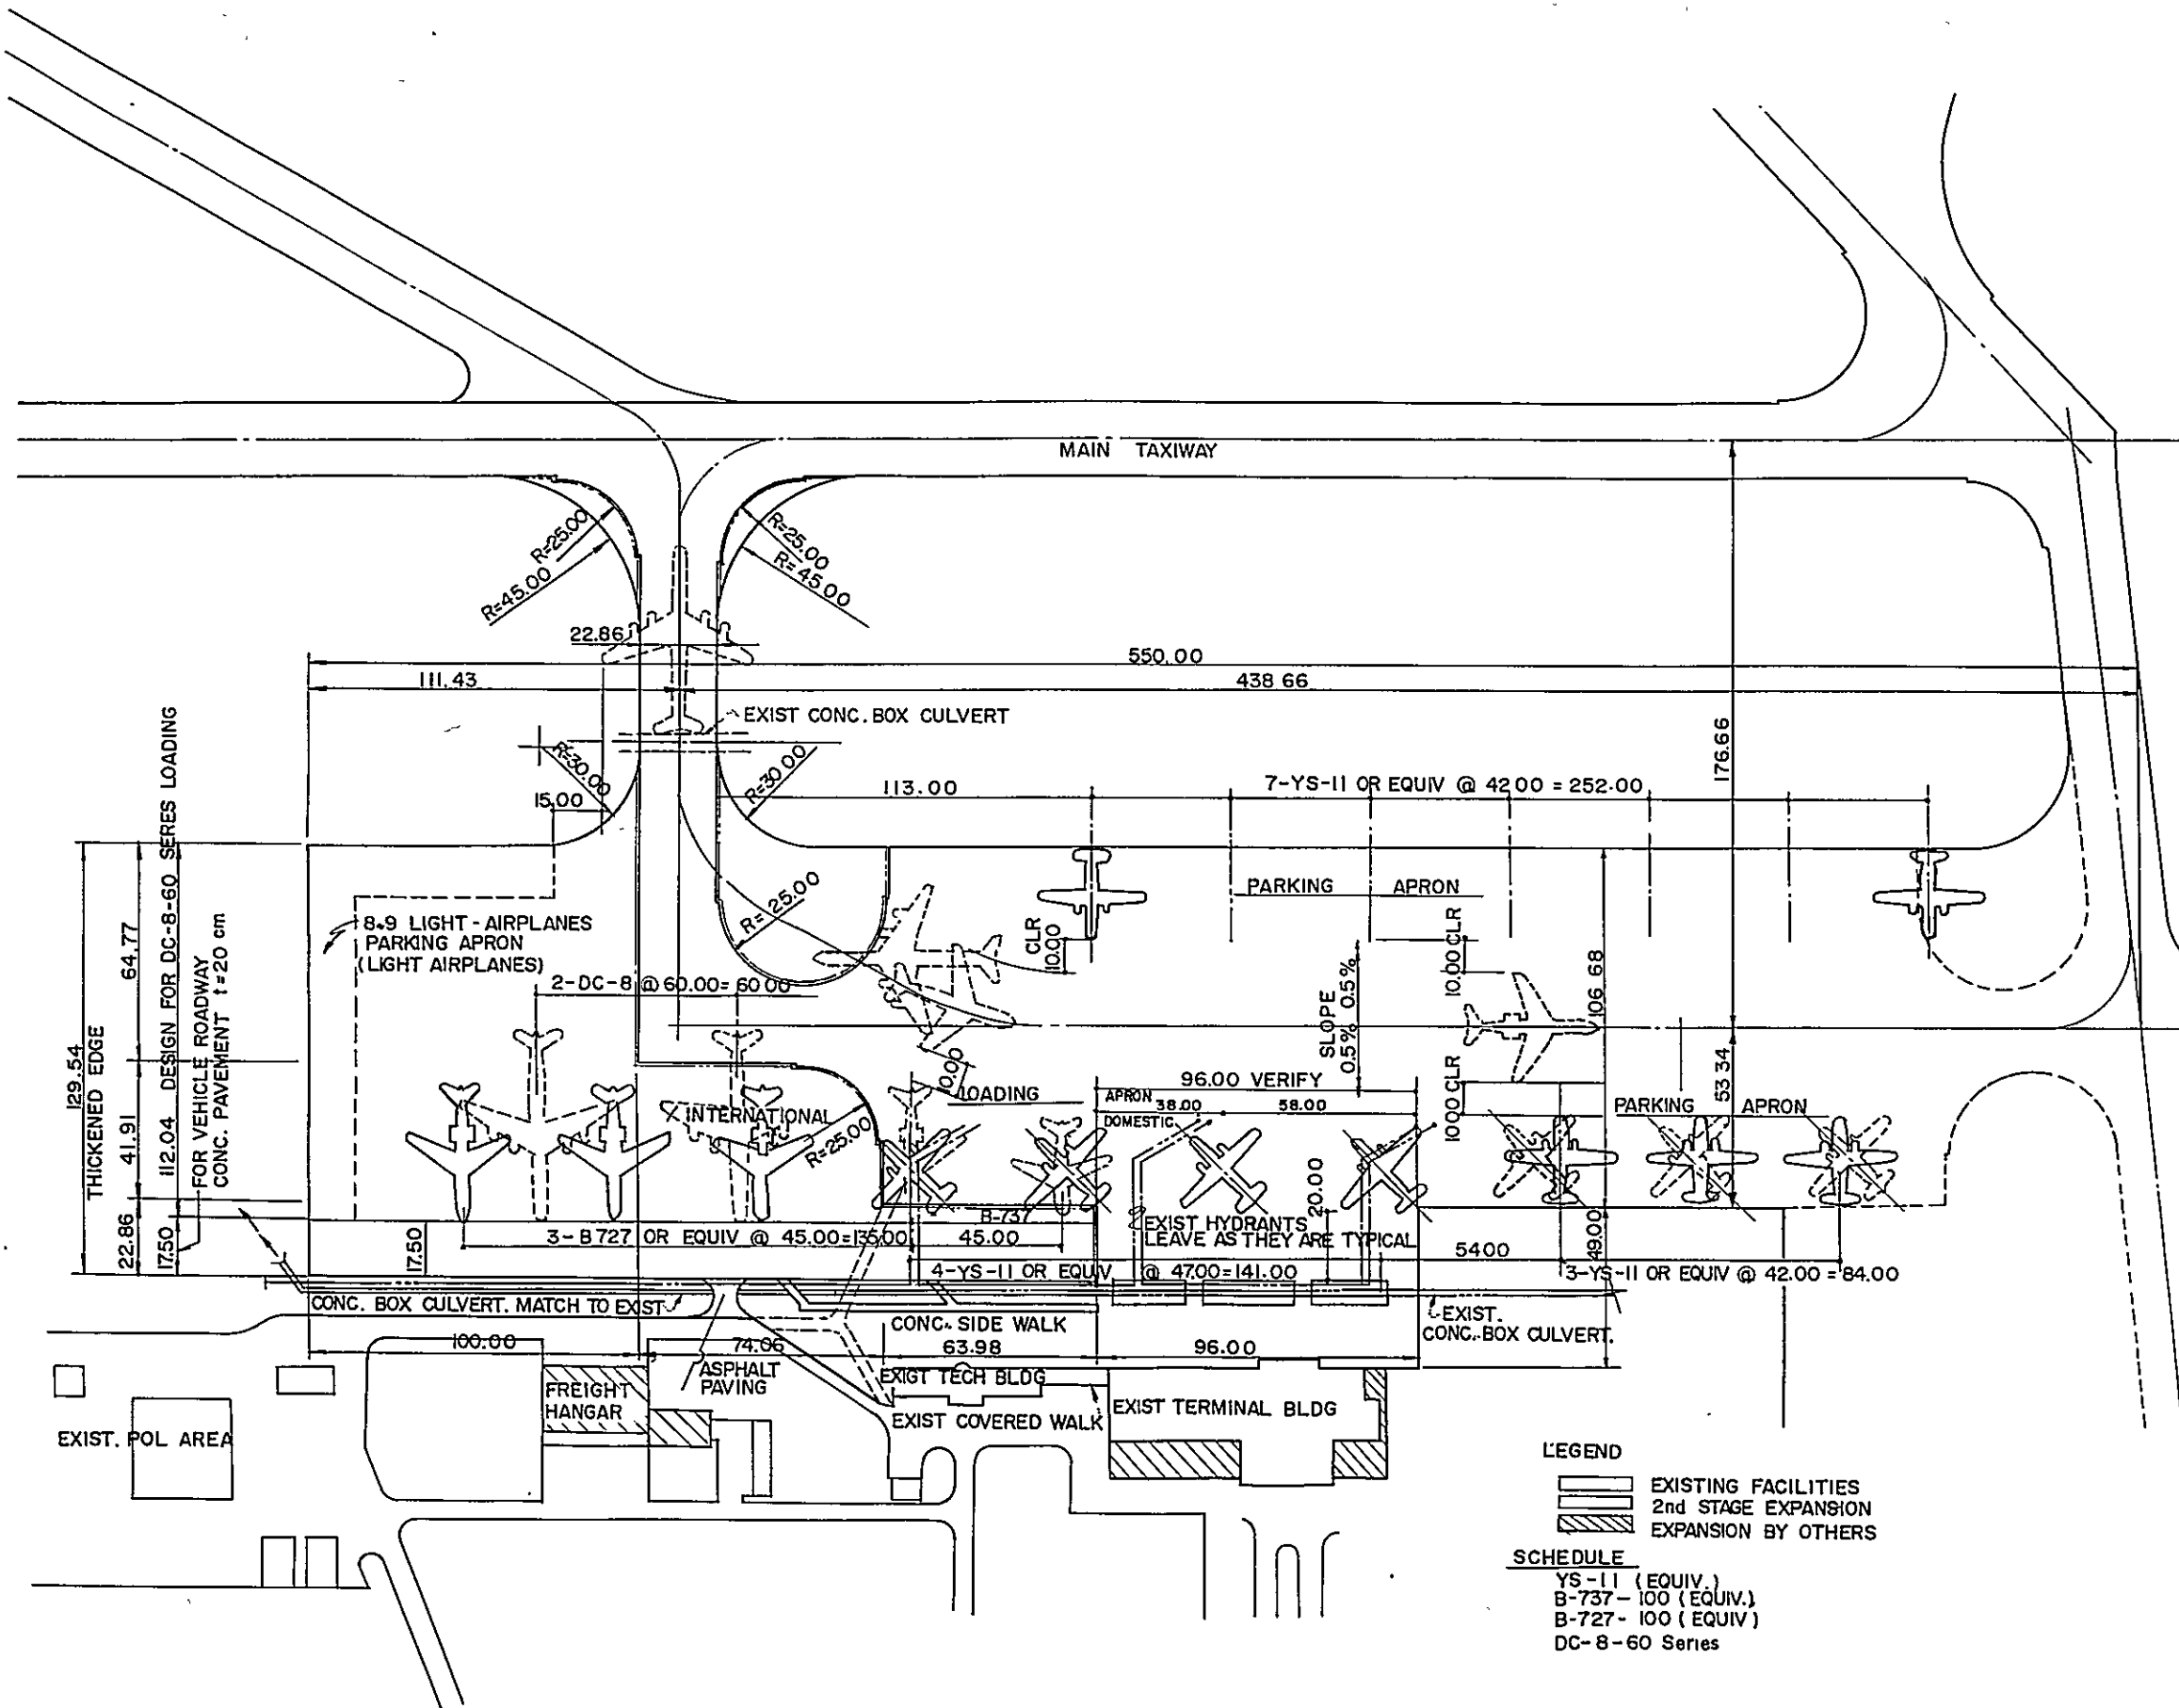 MAIN TAXIWAY
R=25.00
R=45.00
R=25.00
R=45.00
22.86
550.00
111.43
438 66
EXIST CONC. BOX CULVERT
176.66
R=30.00
R=30 00
15.00
113.00
7-YS-11 OR EQUIV @ 42 00 = 252.00
129.54
THICKENED EDGE
64.77
41.91
22.86
112.04 DESIGN FOR DC-8-60 SERES LOADING
17.50
FOR VEHICLE ROADWAY
CONC. PAVEMENT t=20 cm
8.9 LIGHT-AIRPLANES
PARKING APRON
(LIGHT AIRPLANES)
R= 25.00
PARKING APRON
CLR
10.00
10.00 CLR
106 68
2-DC-8 @ 60.00= 60 00
SLOPE
0.5% 0.5%
LOADING
96.00 VERIFY
APRON
38.00
58.00
DOMESTIC
1000 CLR
53 34
PARKING APRON
INTERNATIONAL
R=25.00
20.00
17.50
B-737
3-B 727 OR EQUIV @ 45.00=135.00
45.00
EXIST HYDRANTS
LEAVE AS THEY ARE TYPICAL
5400
49.00
4-YS-11 OR EQUIV @ 47.00=141.00
3-YS-11 OR EQUIV @ 42.00 = 84.00
CONC. BOX CULVERT. MATCH TO EXIST
CONC. SIDE WALK
EXIST.
CONC. BOX CULVERT.
100.00
74.06
63.98
96.00
ASPHALT
PAVING
EXIGT TECH BLDG
FREIGHT
HANGAR
EXIST COVERED WALK
EXIST TERMINAL BLDG
EXIST. POL AREA
LEGEND
EXISTING FACILITIES
2nd STAGE EXPANSION
EXPANSION BY OTHERS
SCHEDULE
YS-11 (EQUIV.)
B-737-100 (EQUIV.)
B-727-100 (EQUIV)
DC-8-60 Series